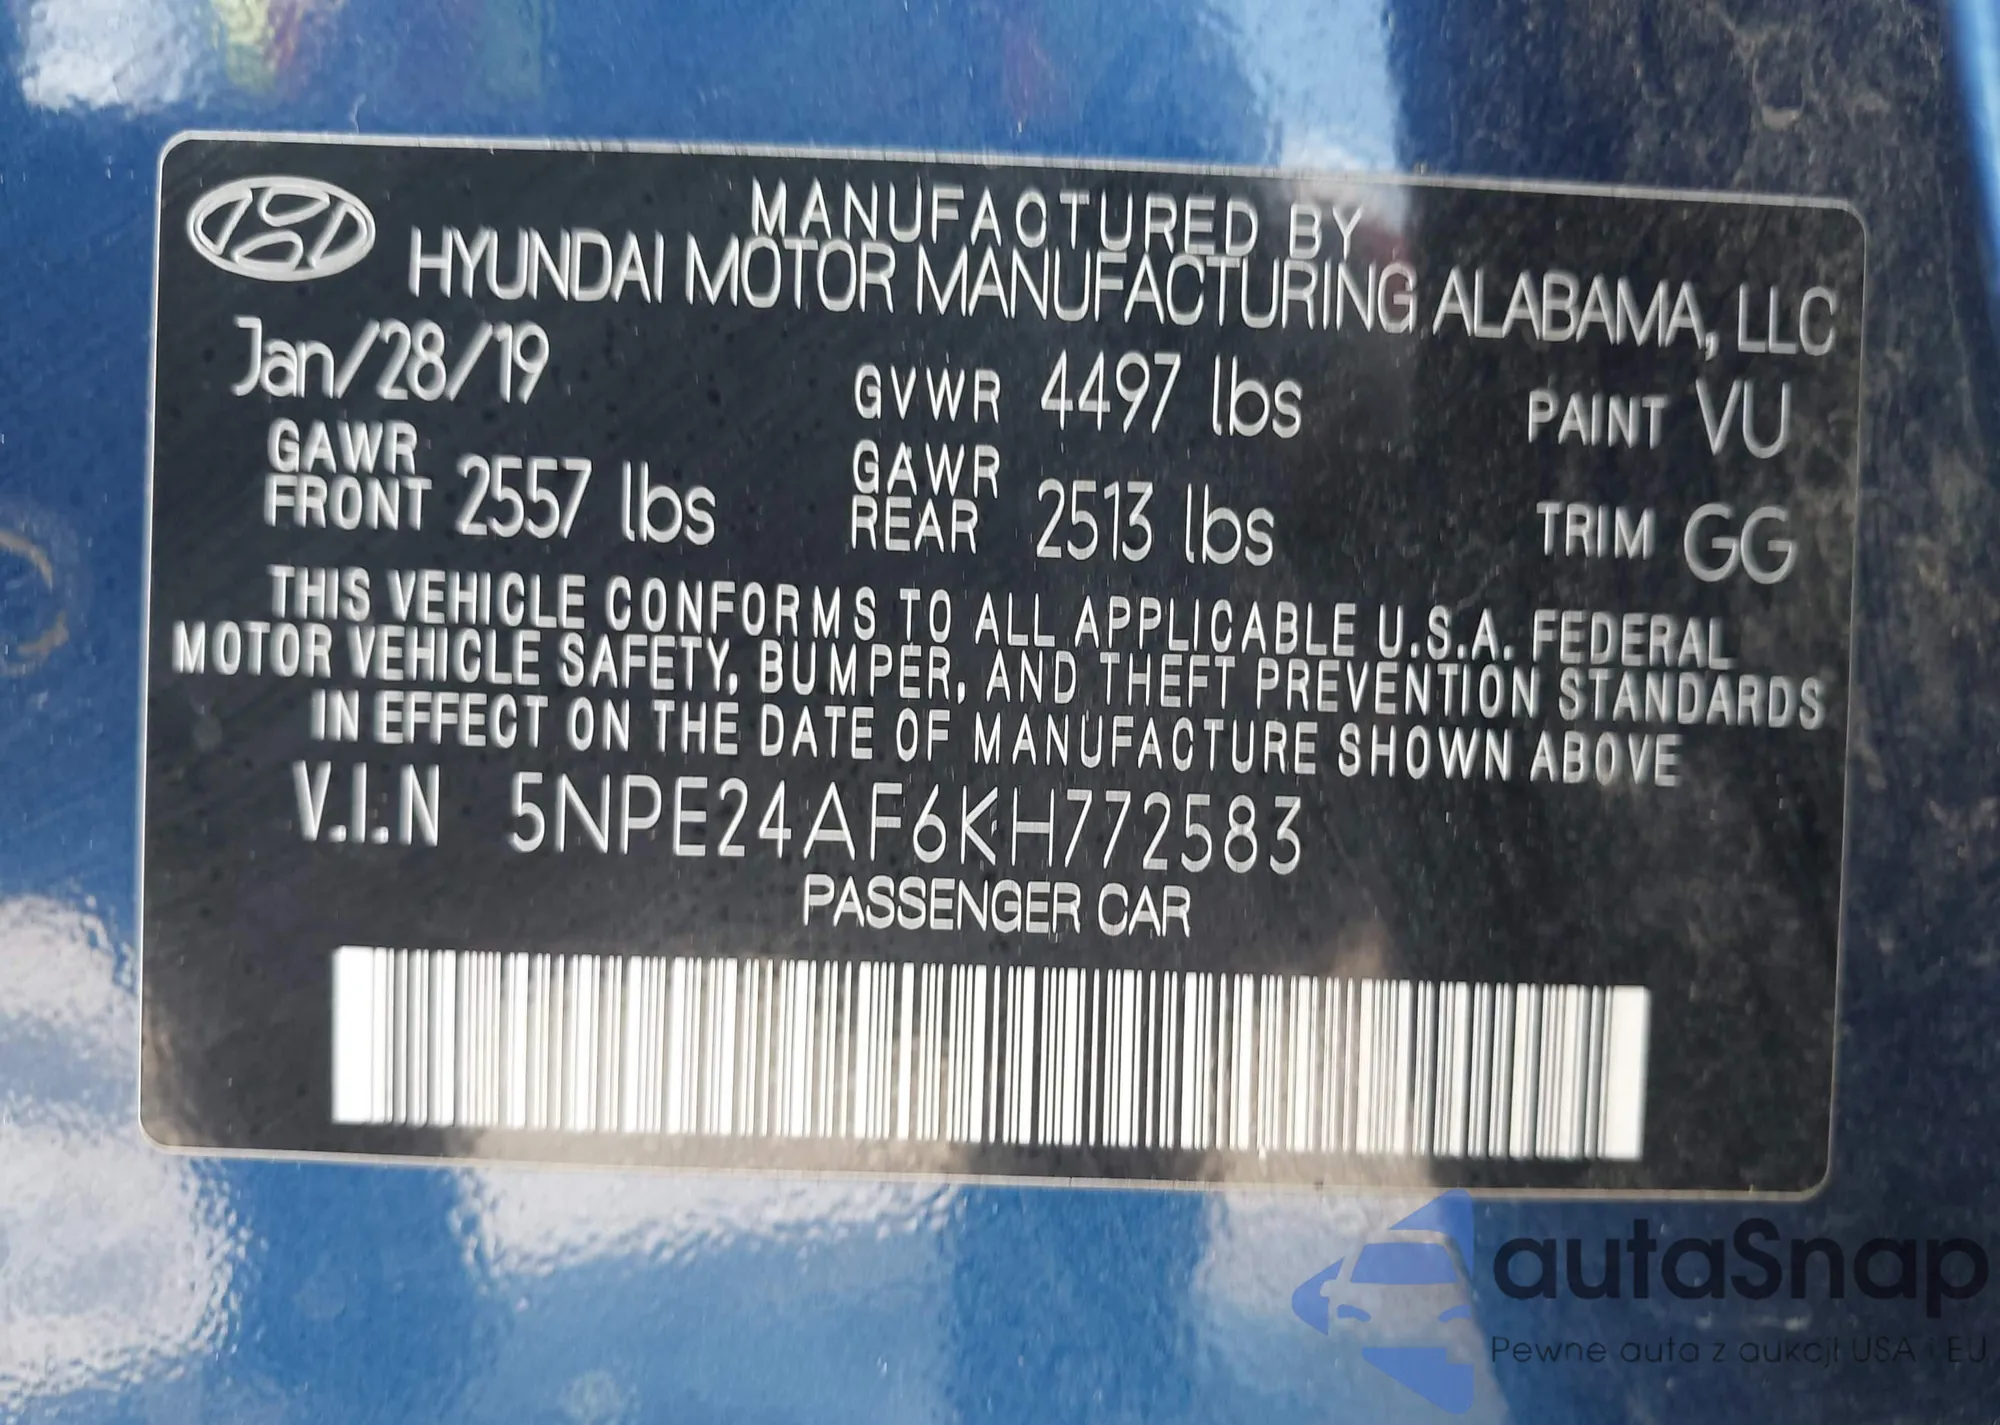 MANUFACTURED BY
HYUNDAI MOTOR MANUFACTURING ALABAMA, LLC
Jan/28/19 GVWR 4497 lbs PAINT VU
GAWR FRONT 2557 lbs GAWR REAR 2513 lbs TRIM GG
THIS VEHICLE CONFORMS TO ALL APPLICABLE U.S.A. FEDERAL
MOTOR VEHICLE SAFETY, BUMPER, AND THEFT PREVENTION STANDARDS
IN EFFECT ON THE DATE OF MANUFACTURE SHOWN ABOVE
V.I.N 5NPE24AF6KH772583
PASSENGER CAR
autaSnap
Pewne auta z aukcji USA i EU